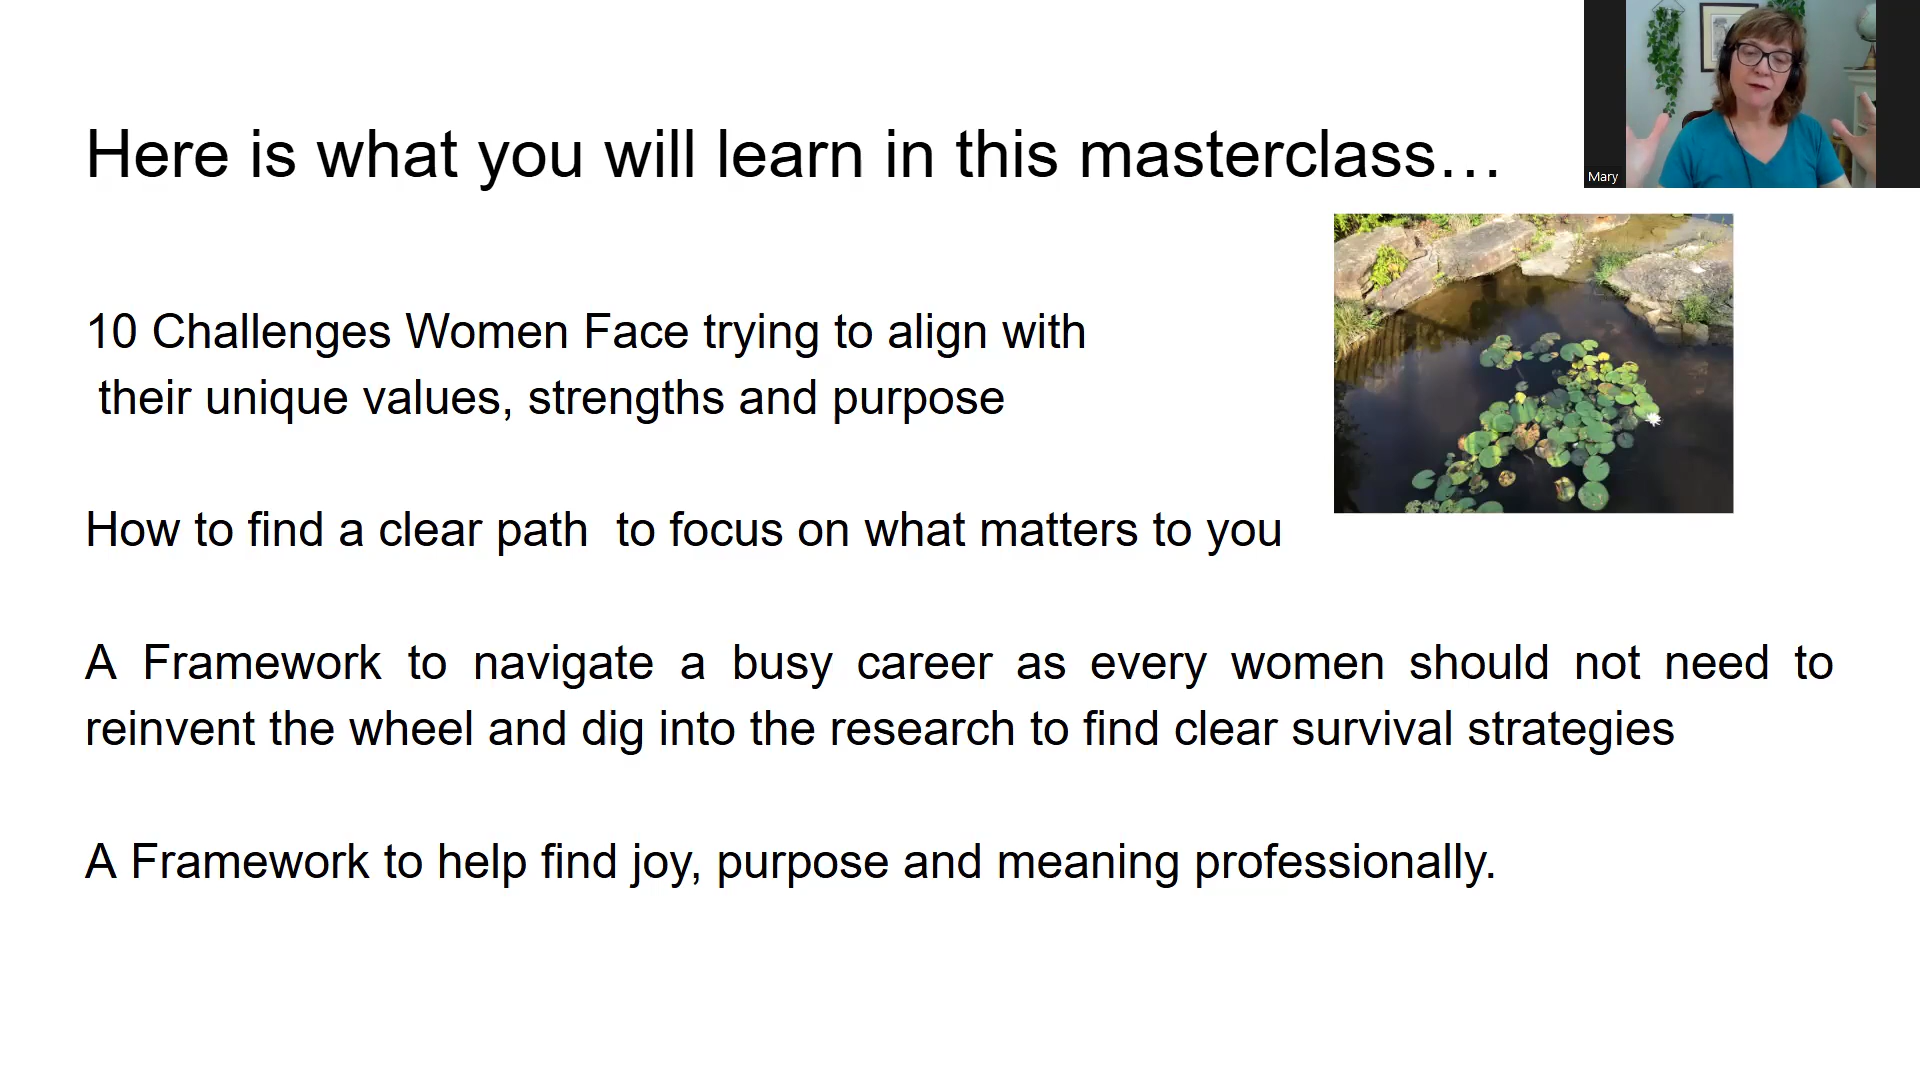 Here is what you will learn in this masterclass…
Mary
10 Challenges Women Face trying to align with
their unique values, strengths and purpose
How to find a clear path  to focus on what matters to you
A Framework to navigate a busy career as every women should not need to
reinvent the wheel and dig into the research to find clear survival strategies
A Framework to help find joy, purpose and meaning professionally.